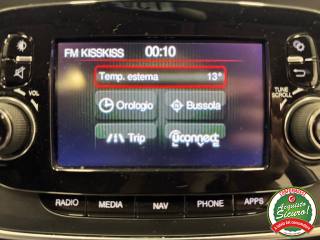 FM KISSKISS 00:10
Temp. esterna 13°
Orologio Bussola
Trip Uconnect
VOL
TUNE
SCROLL
RADIO MEDIA NAV PHONE APPS
Acquisto
Sicuro!